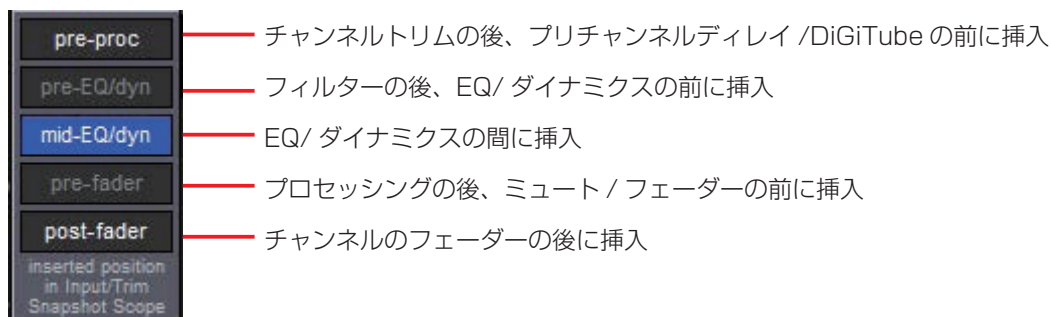 pre-proc チャンネルトリムの後、プリチャンネルディレイ /DiGiTube の前に挿入
pre-EQ/dyn フィルターの後、EQ/ ダイナミクスの前に挿入
mid-EQ/dyn EQ/ ダイナミクスの間に挿入
pre-fader プロセッシングの後、ミュート / フェーダーの前に挿入
post-fader チャンネルのフェーダーの後に挿入
inserted position
in Input/Trim
Snapshot Scope